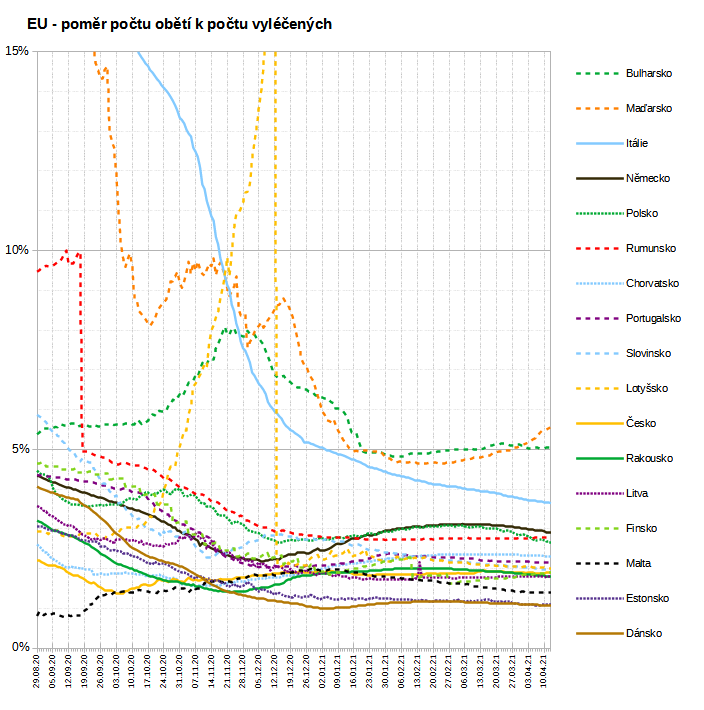 EU - poměr počtu obětí k počtu vyléčených
15%
10%
5%
0%
Bulharsko
Maďarsko
Itálie
Německo
Polsko
Rumunsko
Chorvatsko
Portugalsko
Slovinsko
Lotyšsko
Česko
Rakousko
Litva
Finsko
Malta
Estonsko
Dánsko
29.08.20
05.09.20
12.09.20
19.09.20
26.09.20
03.10.20
10.10.20
17.10.20
24.10.20
31.10.20
07.11.20
14.11.20
21.11.20
28.11.20
05.12.20
12.12.20
19.12.20
26.12.20
02.01.21
09.01.21
16.01.21
23.01.21
30.01.21
06.02.21
13.02.21
20.02.21
27.02.21
06.03.21
13.03.21
20.03.21
27.03.21
03.04.21
10.04.21